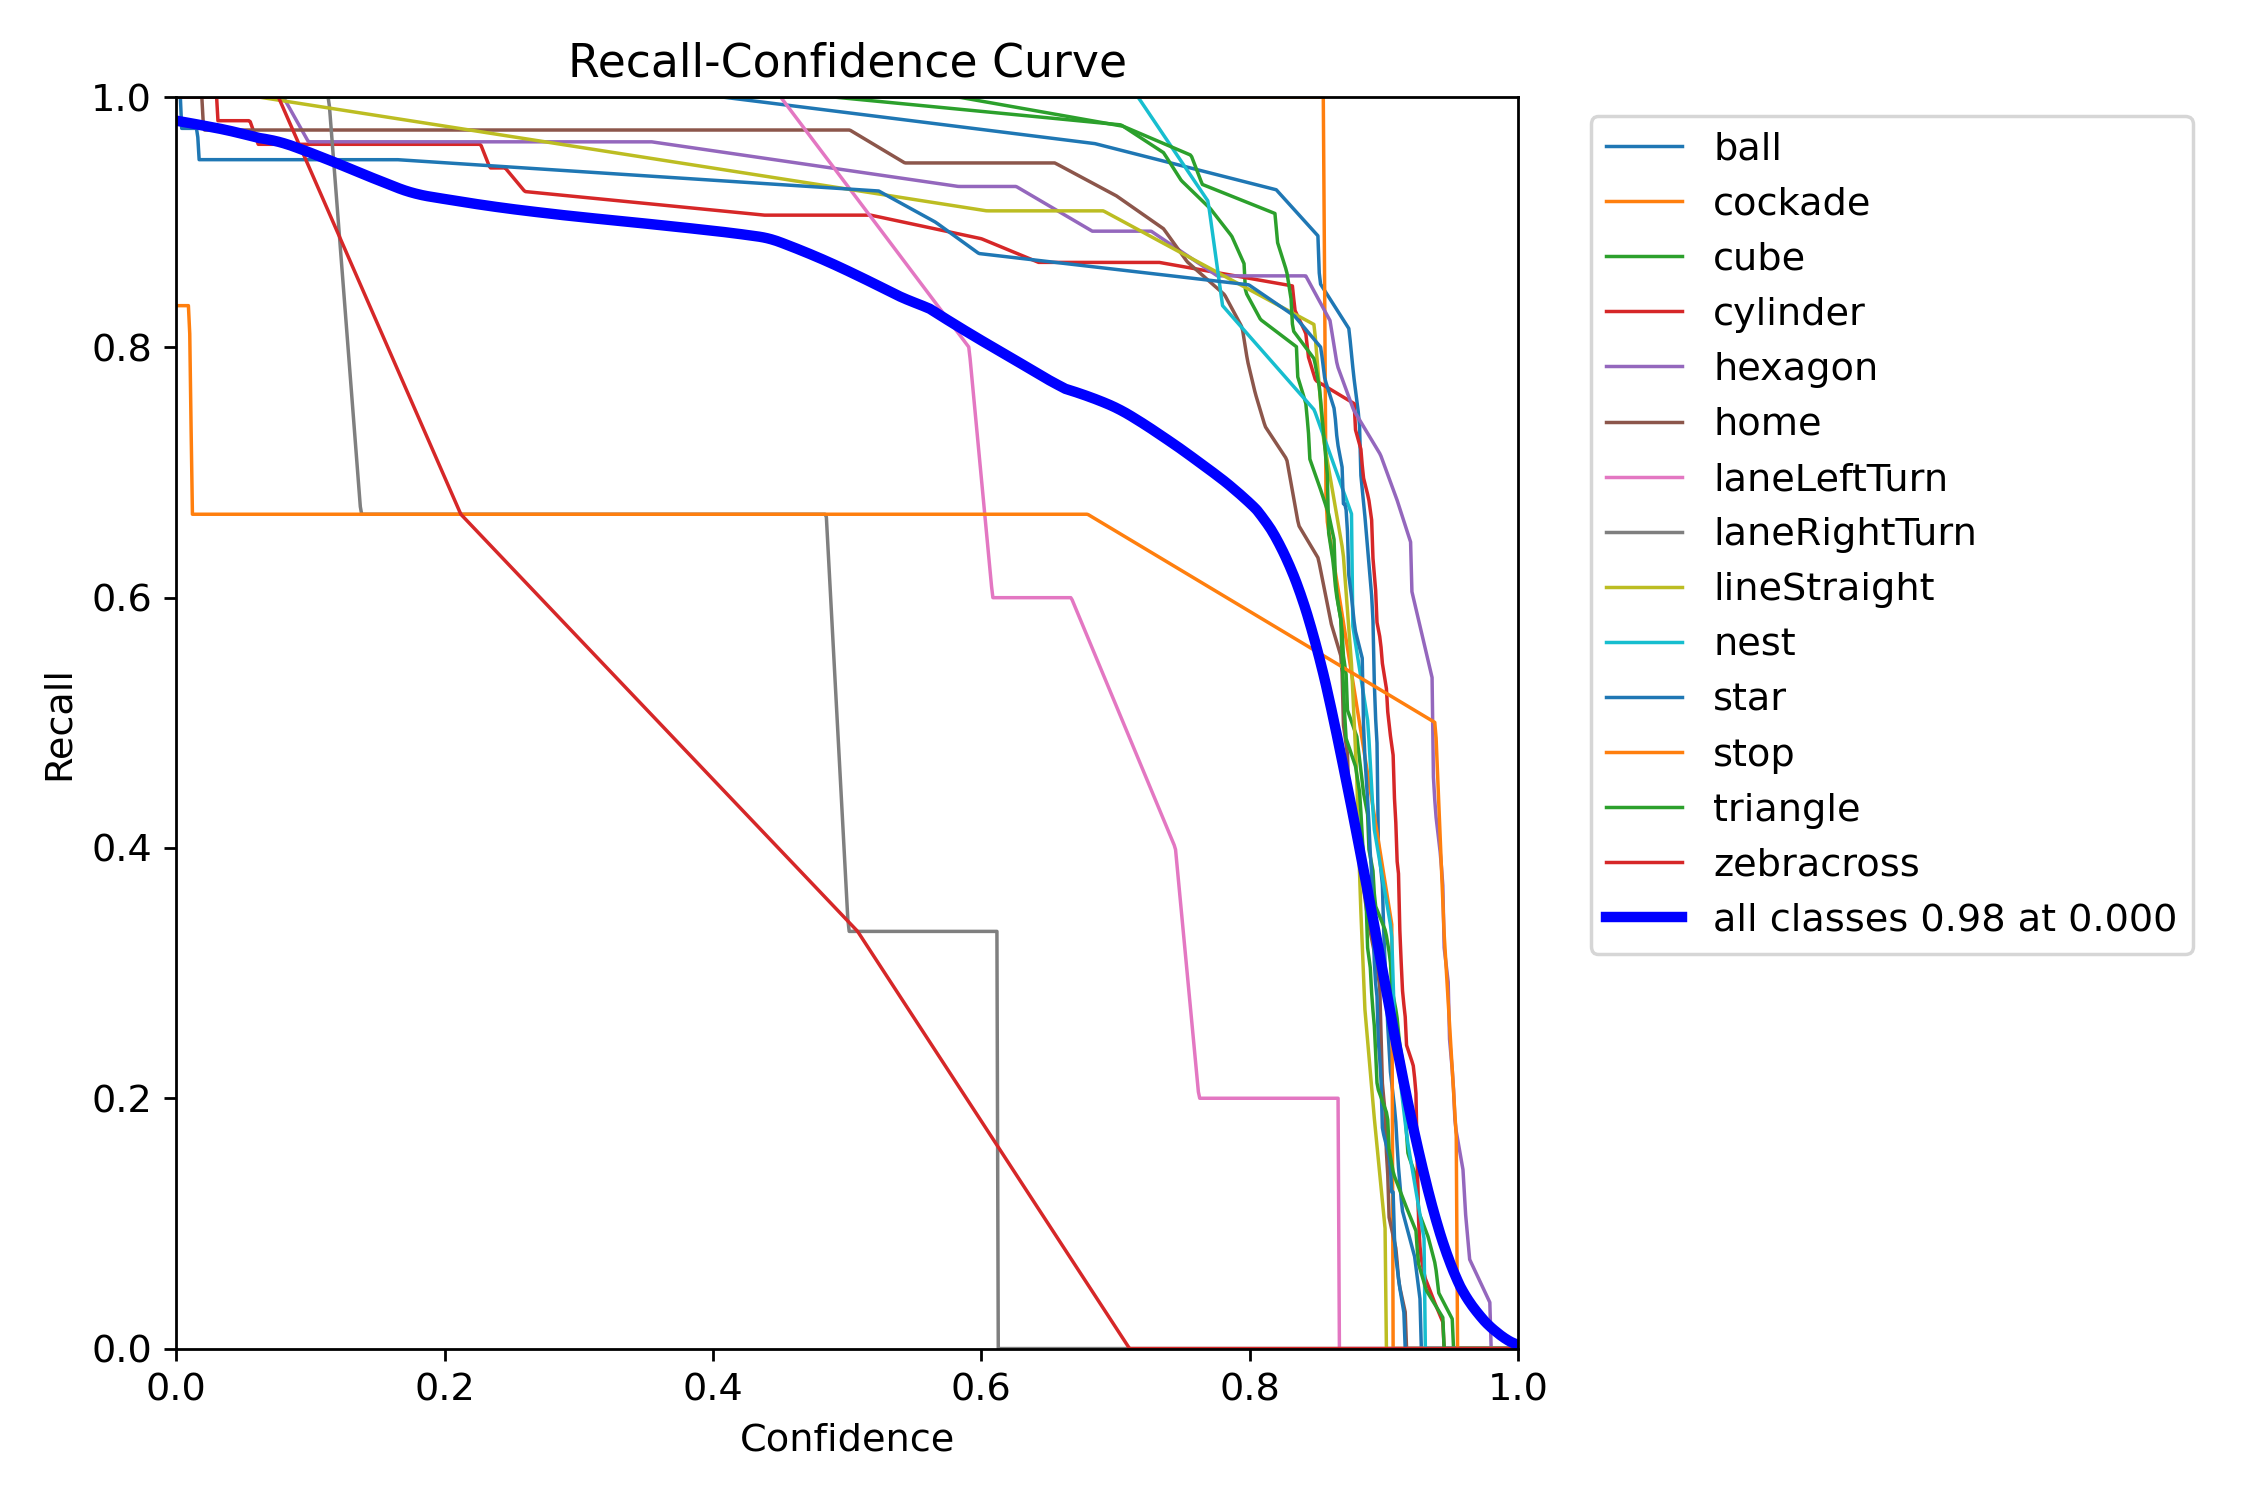 Recall-Confidence Curve
1.0
0.8
0.6
0.4
0.2
0.0
Recall
0.0 0.2 0.4 0.6 0.8 1.0
Confidence
ball
cockade
cube
cylinder
hexagon
home
laneLeftTurn
laneRightTurn
lineStraight
nest
star
stop
triangle
zebracross
all classes 0.98 at 0.000